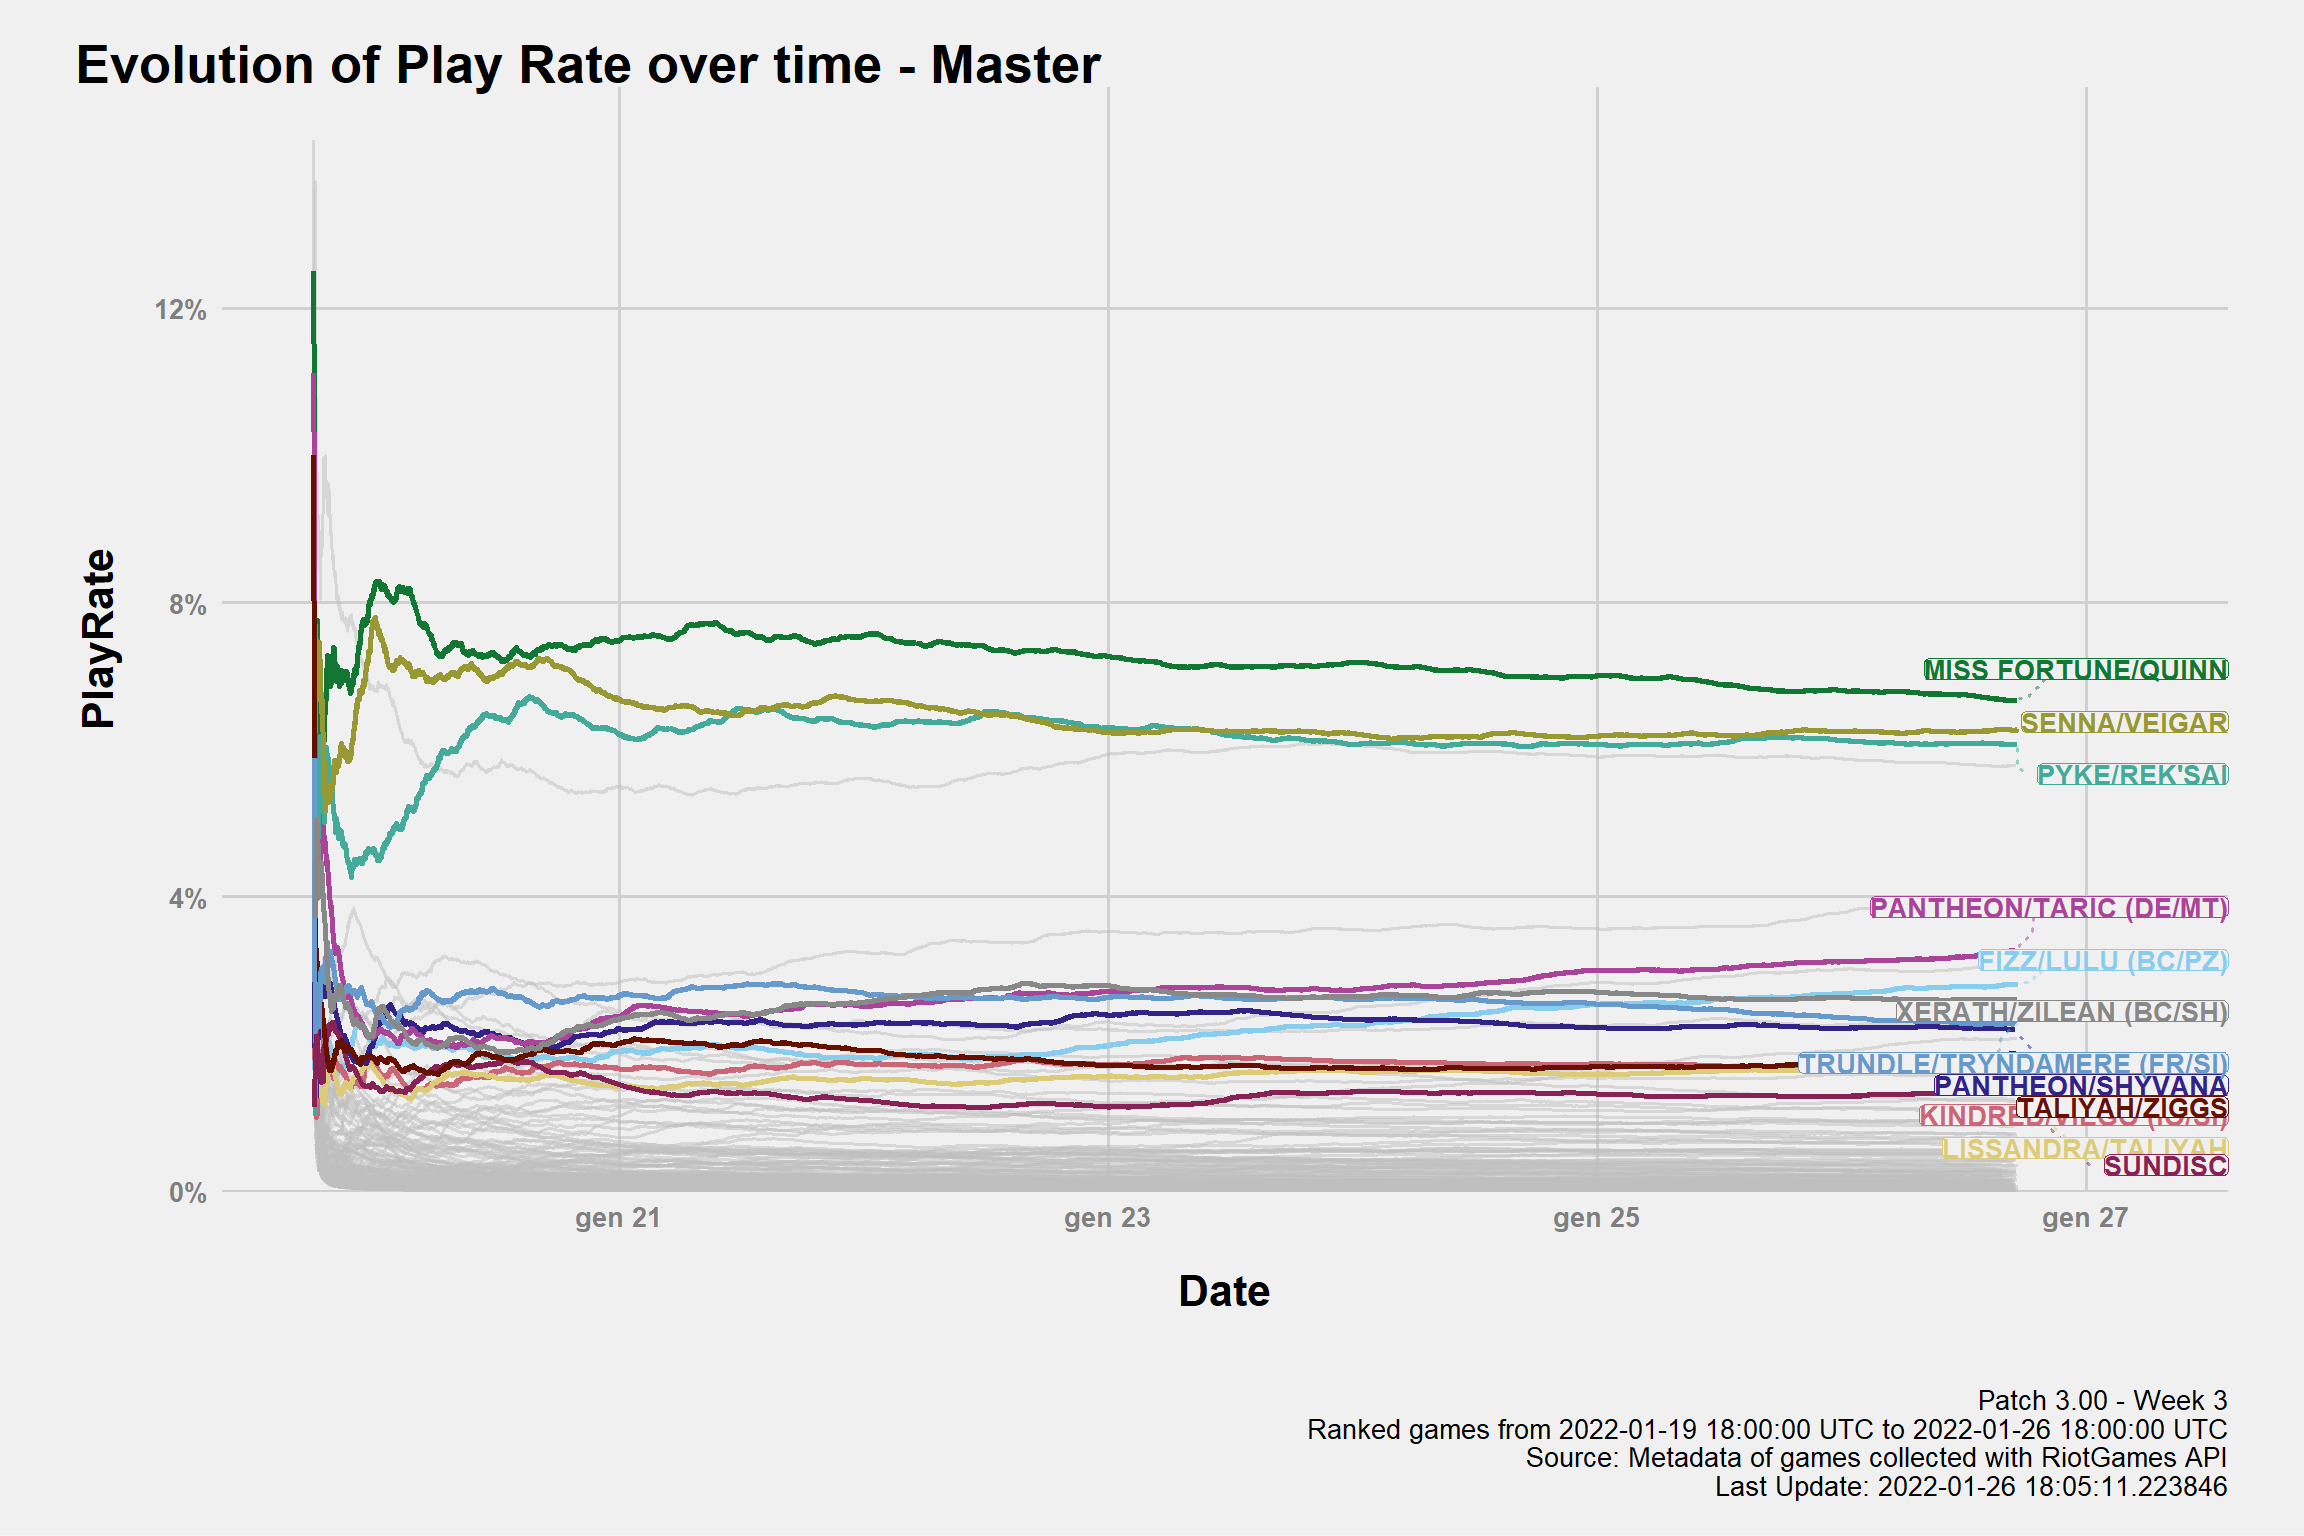 Evolution of Play Rate over time - Master
PlayRate
12%
8%
4%
0%
MISS FORTUNE/QUINN
SENNA/VEIGAR
PYKE/REK'SAI
PANTHEON/TARIC (DE/MT)
FIZZ/LULU (BC/PZ)
XERATH/ZILEAN (BC/SH)
TRUNDLE/TRYNDAMERE (FR/SI)
PANTHEON/SHYVANA
TALIYAH/ZIGGS
KINDRED/VIEGO (IO/SI)
LISSANDRA/TALIYAH
SUNDISC
gen 21
gen 23
gen 25
gen 27
Date
Patch 3.00 - Week 3
Ranked games from 2022-01-19 18:00:00 UTC to 2022-01-26 18:00:00 UTC
Source: Metadata of games collected with RiotGames API
Last Update: 2022-01-26 18:05:11.223846